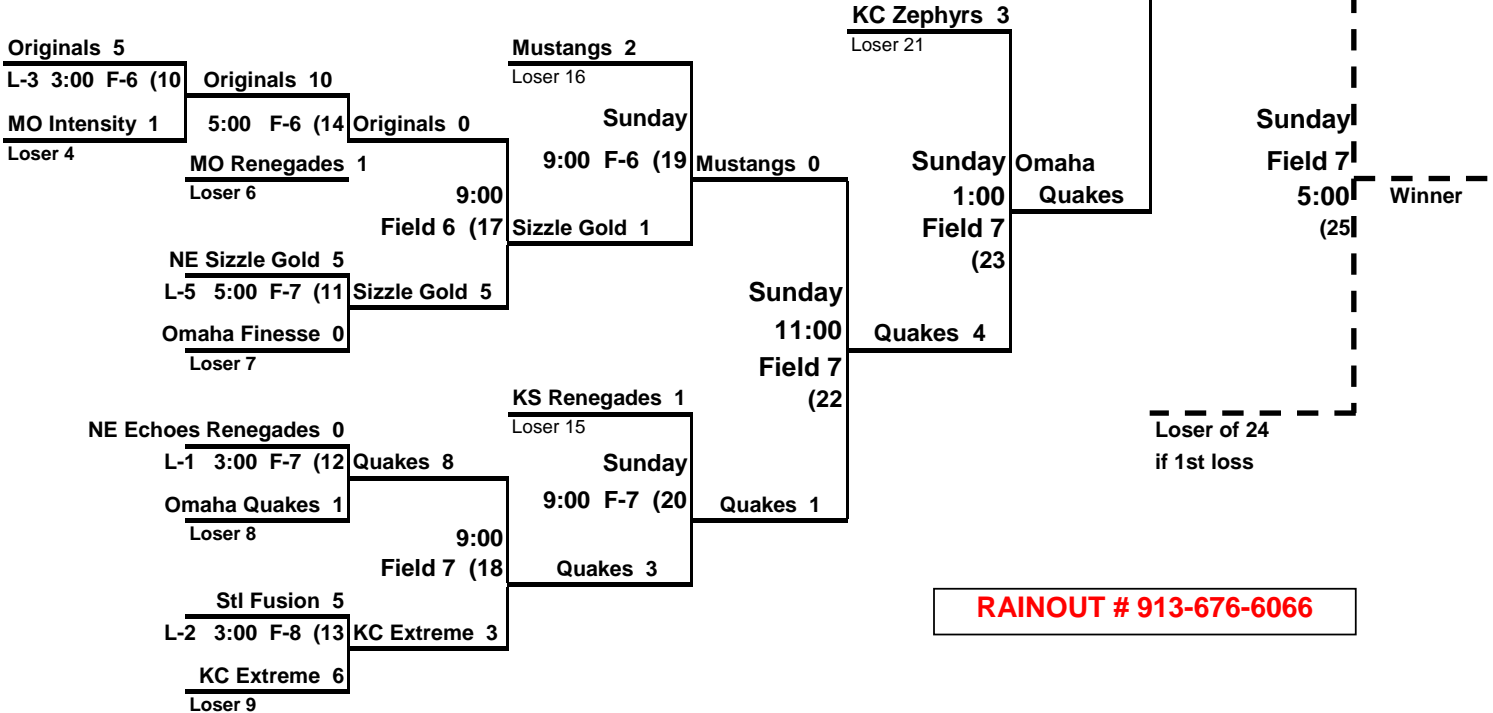 KC Zephyrs 3
Loser 21
Originals 5
L-3 3:00 F-6 (10
MO Intensity 1
Loser 4
Originals 10
5:00 F-6 (14
MO Renegades 1
Loser 6
Originals 0
9:00
Field 6 (17
NE Sizzle Gold 5
L-5 5:00 F-7 (11
Omaha Finesse 0
Loser 7
Sizzle Gold 5
Mustangs 2
Loser 16
Sunday
9:00 F-6 (19
Sizzle Gold 1
Mustangs 0
NE Echoes Renegades 0
L-1 3:00 F-7 (12
Omaha Quakes 1
Loser 8
Quakes 8
9:00
Field 7 (18
StI Fusion 5
L-2 3:00 F-8 (13
KC Extreme 6
Loser 9
KC Extreme 3
KS Renegades 1
Loser 15
Sunday
9:00 F-7 (20
Quakes 3
Quakes 1
Sunday
11:00
Field 7
(22
Quakes 4
Sunday
1:00
Field 7
(23
Omaha
Quakes
Sunday
Field 7
5:00
(25
Winner
Loser of 24
if 1st loss
RAINOUT # 913-676-6066